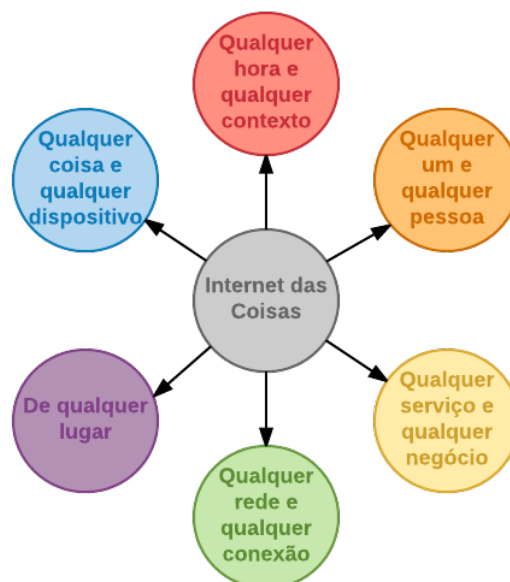 Qualquer
hora e
qualquer
contexto
Qualquer
coisa e
qualquer
dispositivo
Qualquer
um e
qualquer
pessoa
Internet das
Coisas
De qualquer
lugar
Qualquer
serviço e
qualquer
negócio
Qualquer
rede e
qualquer
conexão